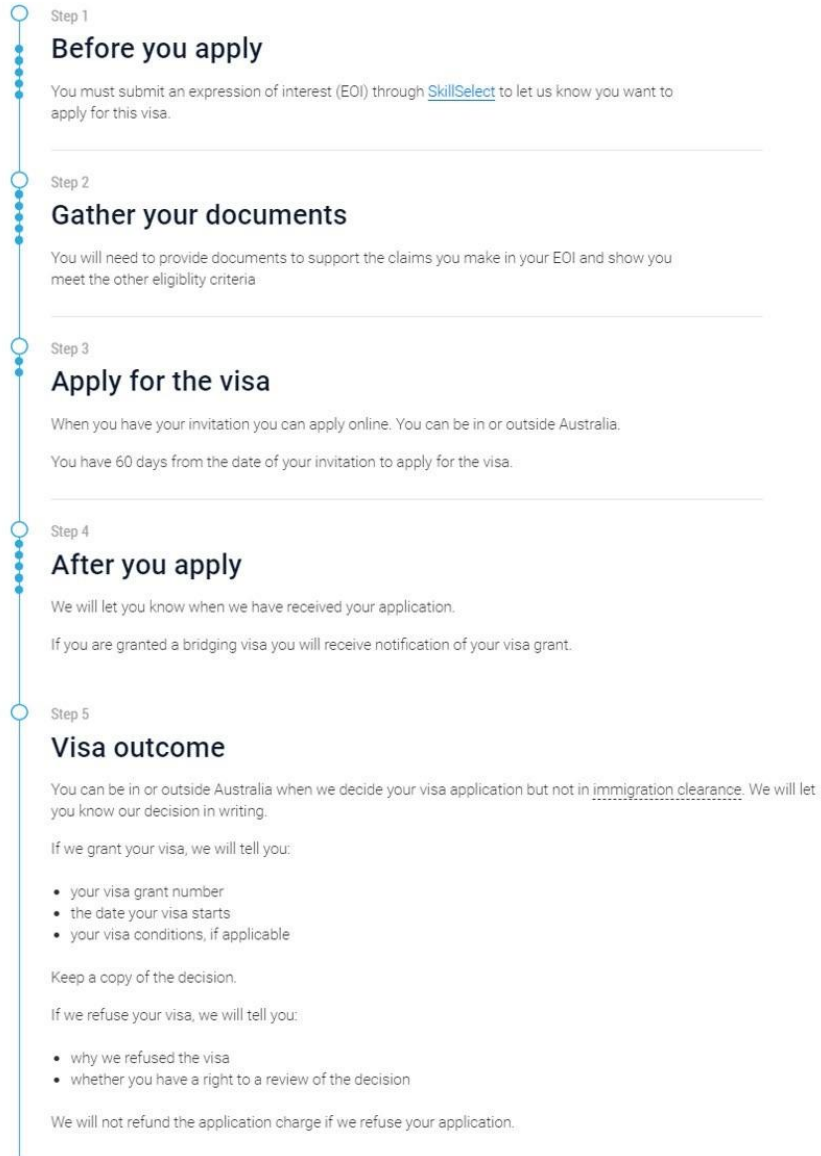 Step 1
Before you apply
You must submit an expression of interest (EOI) through SkillSelect to let us know you want to
apply for this visa.
Step 2
Gather your documents
You will need to provide documents to support the claims you make in your EOI and show you
meet the other eligiblity criteria
Step 3
Apply for the visa
When you have your invitation you can apply online. You can be in or outside Australia.
You have 60 days from the date of your invitation to apply for the visa.
Step 4
After you apply
We will let you know when we have received your application.
If you are granted a bridging visa you will receive notification of your visa grant.
Step 5
Visa outcome
You can be in or outside Australia when we decide your visa application but not in immigration clearance. We will let
you know our decision in writing.
If we grant your visa, we will tell you:
• your visa grant number
• the date your visa starts
• your visa conditions, if applicable
Keep a copy of the decision.
If we refuse your visa, we will tell you:
• why we refused the visa
• whether you have a right to a review of the decision
We will not refund the application charge if we refuse your application.